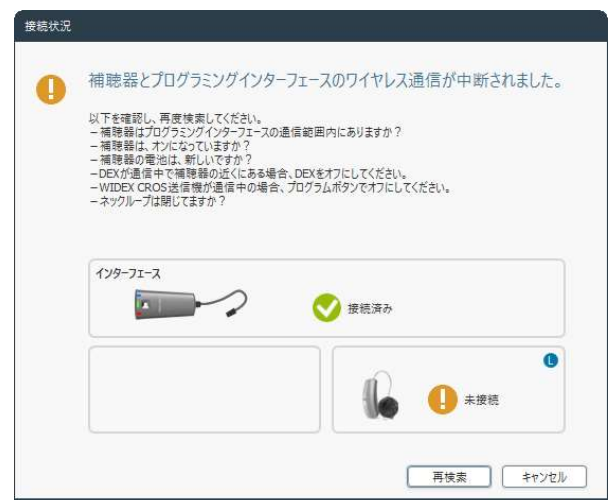 接続状況
補聴器とプログラミングインターフェースのワイヤレス通信が中断されました。
以下を確認し、再度検索してください。
－補聴器はプログラミングインターフェースの通信範囲内にありますか？
－補聴器は、オンになっていますか？
－補聴器の電池は、新しいですか？
－DEXが通信中で補聴器の近くにある場合、DEXをオフにしてください。
－WIDEX CROS送信機が通信中の場合、プログラムボタンでオフにしてください。
－ネックループは閉じてますか？
インターフェース
接続済み
L
未接続
再検索 キャンセル